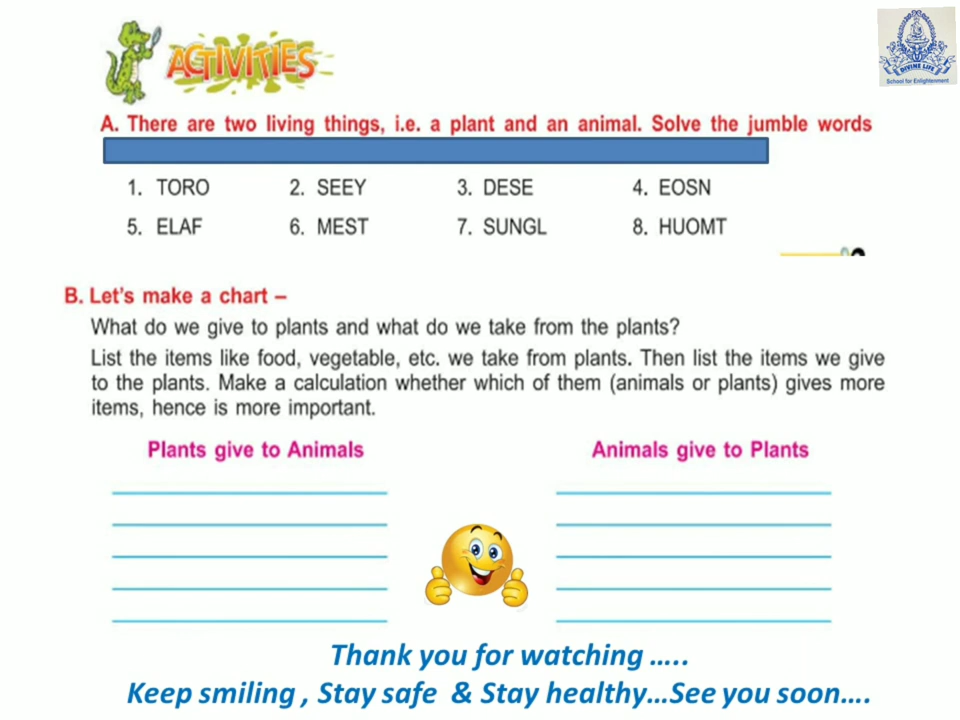 ACTIVITIES
DIVINE LIFE
School for Enlightenment
A. There are two living things, i.e. a plant and an animal. Solve the jumble words
1. TORO 2. SEEY 3. DESE 4. EOSN
5. ELAF 6. MEST 7. SUNGL 8. HUOMT
B. Let's make a chart –
What do we give to plants and what do we take from the plants?
List the items like food, vegetable, etc. we take from plants. Then list the items we give
to the plants. Make a calculation whether which of them (animals or plants) gives more
items, hence is more important.
Plants give to Animals Animals give to Plants
Thank you for watching …..
Keep smiling , Stay safe & Stay healthy…See you soon….